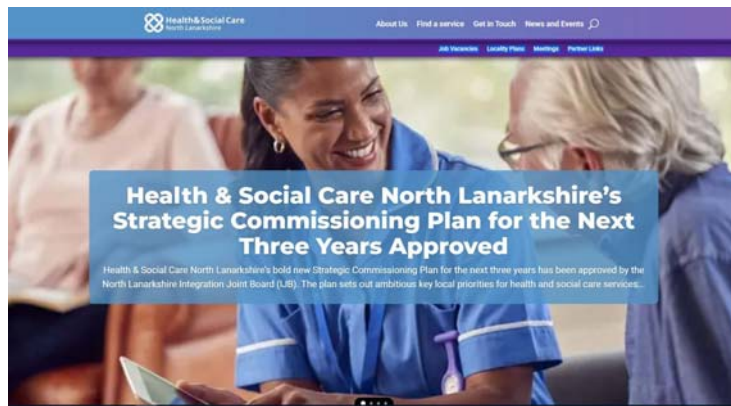 Health&Social Care
North Lanarkshire
About Us Find a service Get in Touch News and Events
Job Vacancies Locality Plans Meetings Partner Links
Health & Social Care North Lanarkshire’s
Strategic Commissioning Plan for the Next
Three Years Approved
Health & Social Care North Lanarkshire's bold new Strategic Commissioning Plan for the next three years has been approved by the
North Lanarkshire Integration Joint Board (IJB). The plan sets out ambitious key local priorities for health and social care services...